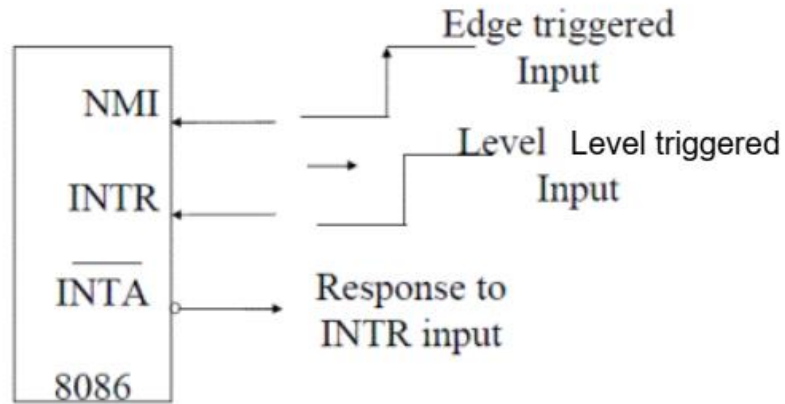 Edge triggered
Input
NMI
Level Level triggered
Input
INTR
INTA
Response to
INTR input
8086